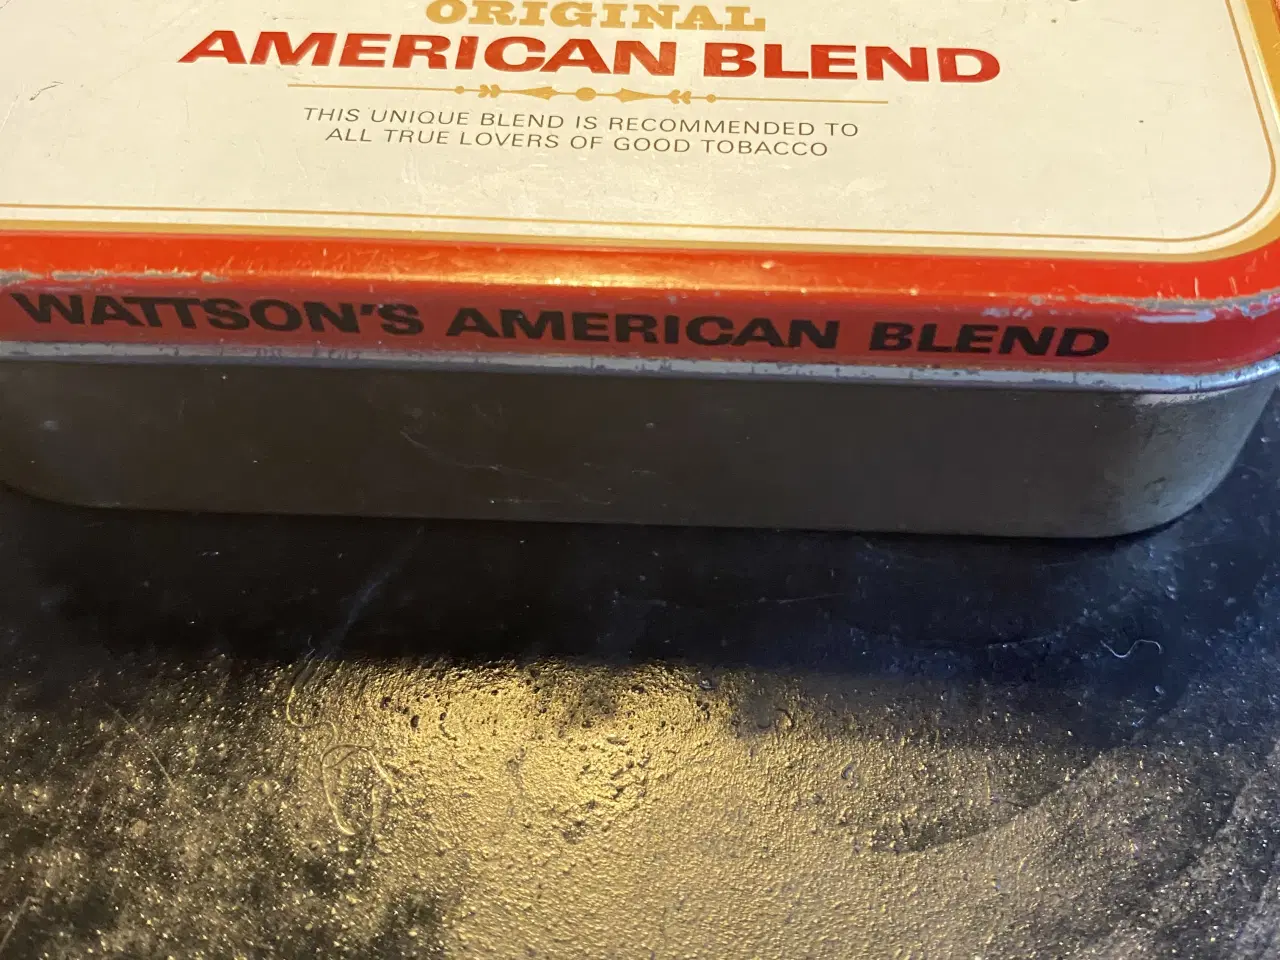 ORIGINAL
AMERICAN BLEND
THIS UNIQUE BLEND IS RECOMMENDED TO
ALL TRUE LOVERS OF GOOD TOBACCO
WATTSON'S AMERICAN BLEND